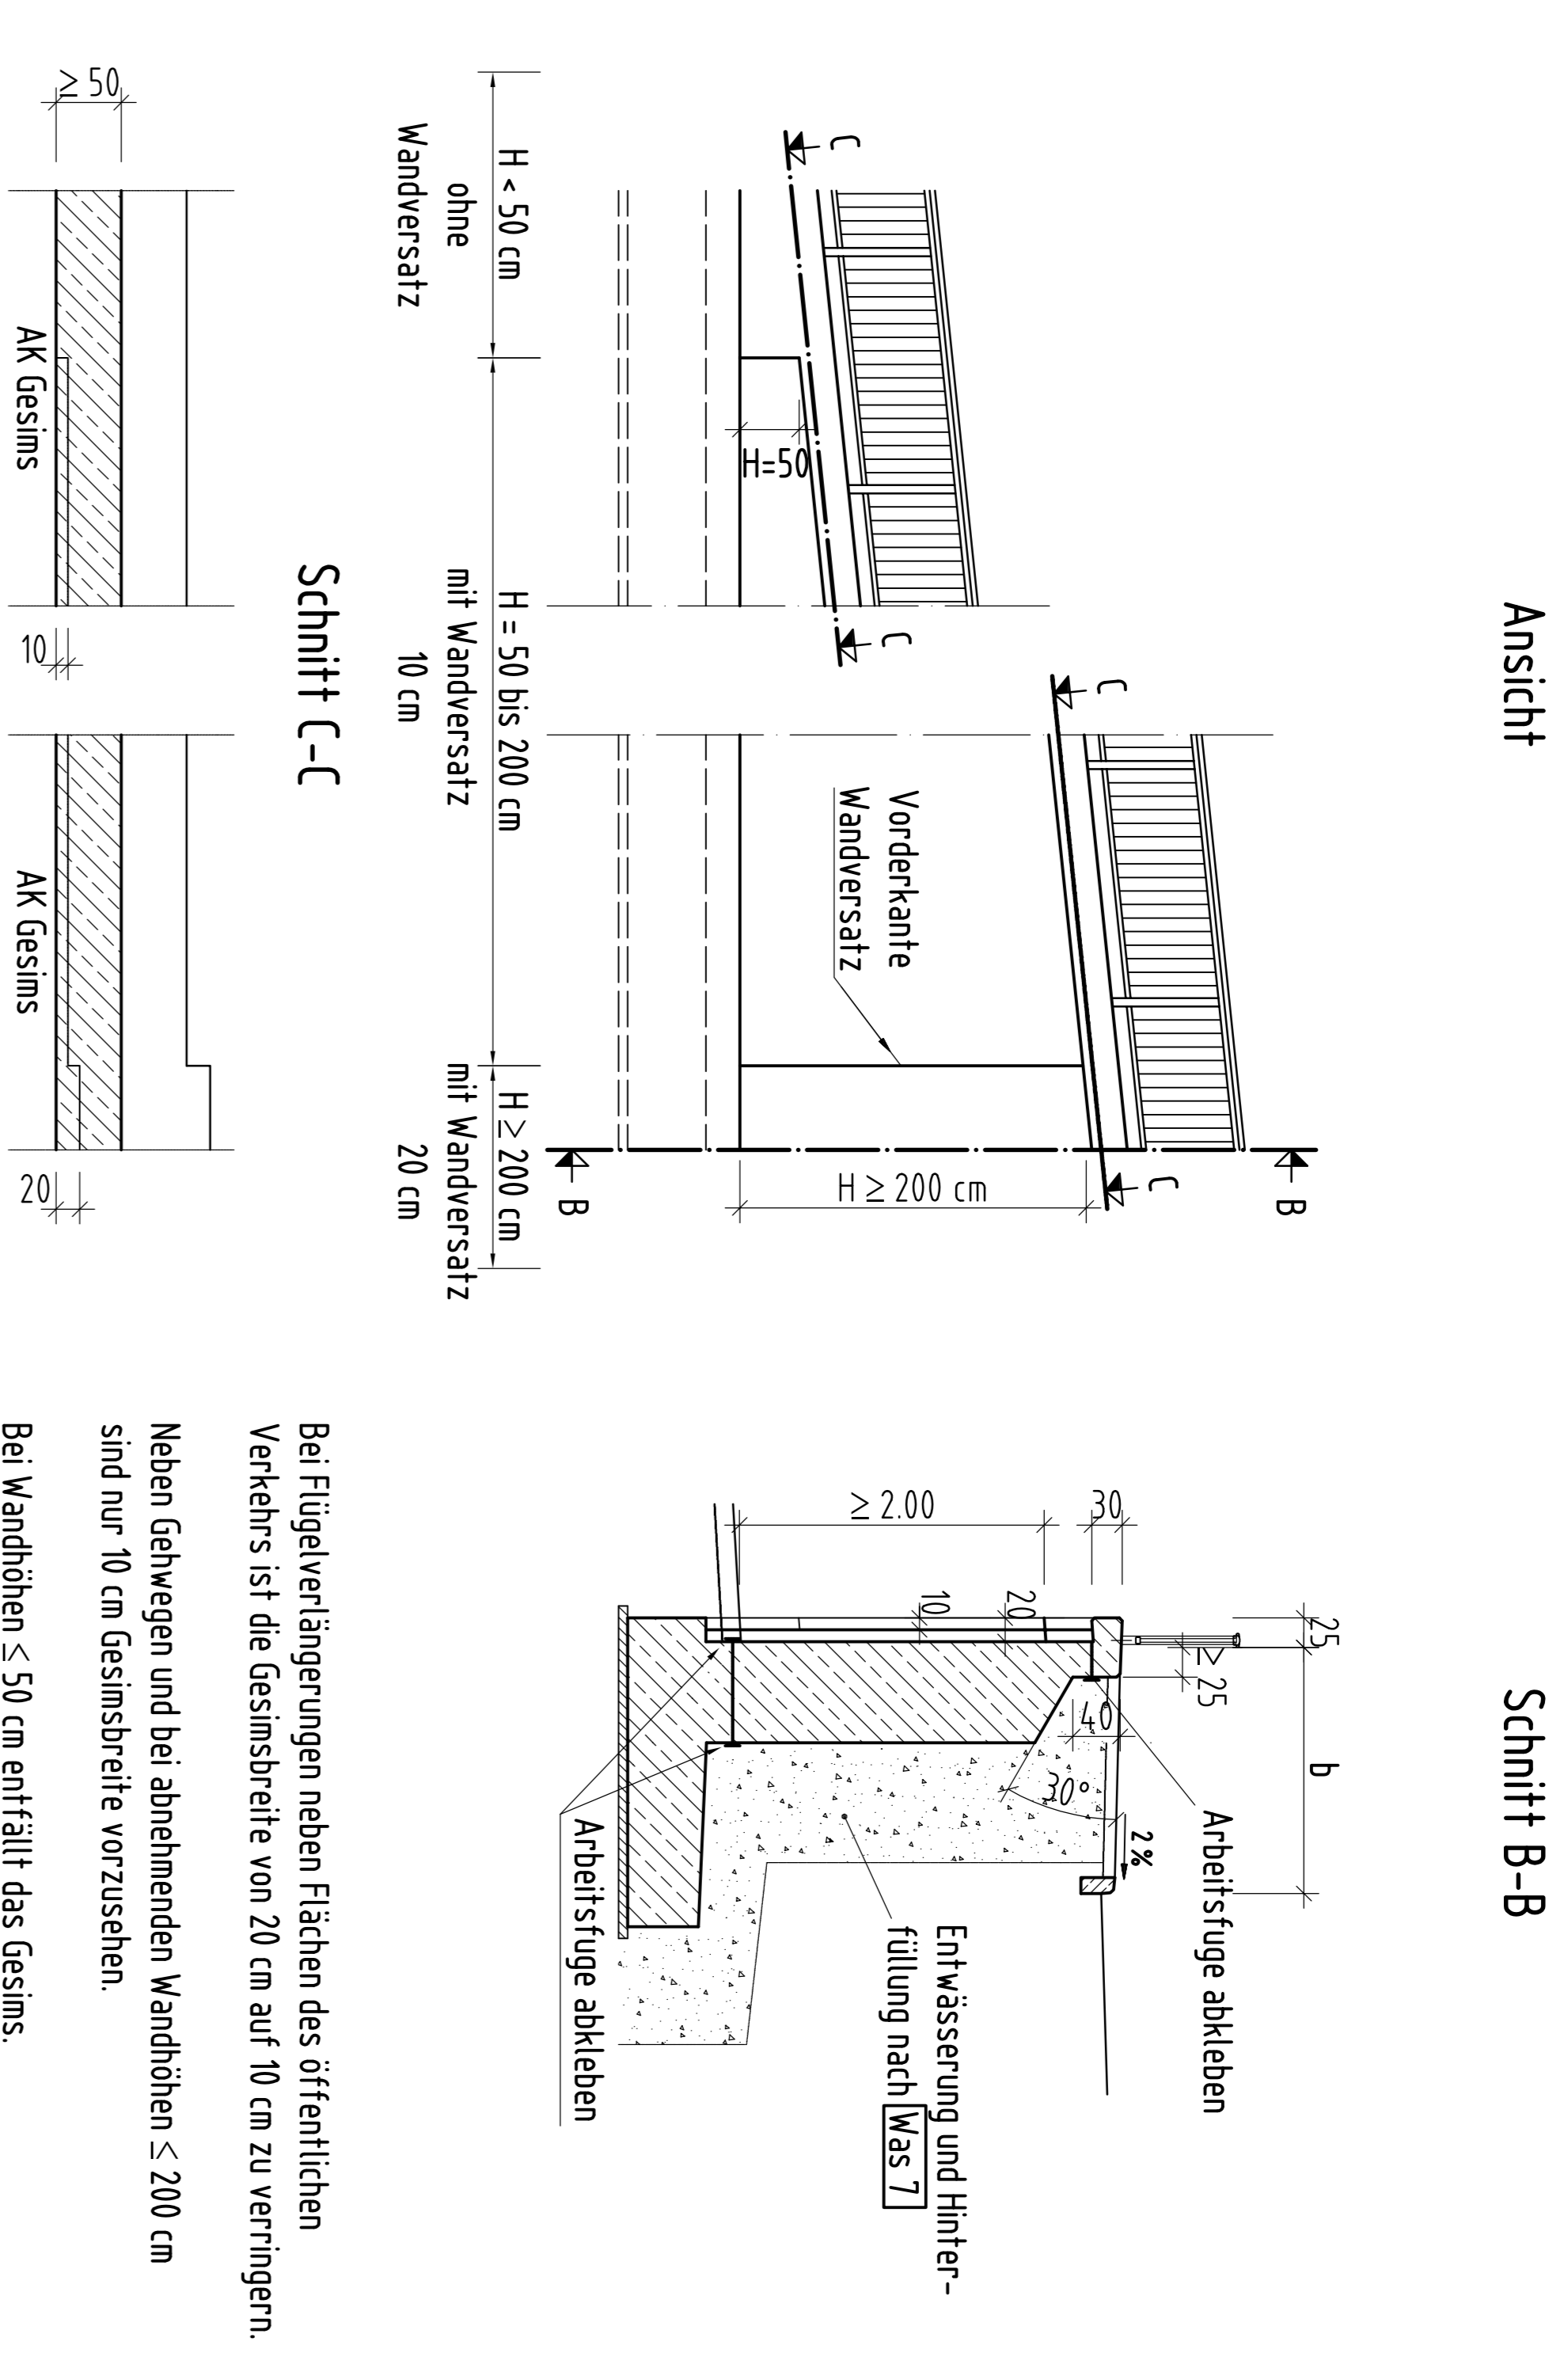 Ansicht
C
C
C
C
H=50
Vorderkante
Wandversatz
H ≥ 200 cm
B
B
H < 50 cm
ohne
Wandversatz
H = 50 bis 200 cm
mit Wandversatz
10 cm
H ≥ 200 cm
mit Wandversatz
20 cm
Schnitt C-C
≥ 50
10
20
AK Gesims
AK Gesims
Schnitt B-B
25
b
≥ 25
30
≥ 2.00
20
10
40
30°
2%
Arbeitsfuge abkleben
Entwässerung und Hinter-
füllung nach Was 7
Arbeitsfuge abkleben
Bei Flügelverlängerungen neben Flächen des öffentlichen
Verkehrs ist die Gesimsbreite von 20 cm auf 10 cm zu verringern.
Neben Gehwegen und bei abnehmenden Wandhöhen ≤ 200 cm
sind nur 10 cm Gesimsbreite vorzusehen.
Bei Wandhöhen ≤ 50 cm entfällt das Gesims.